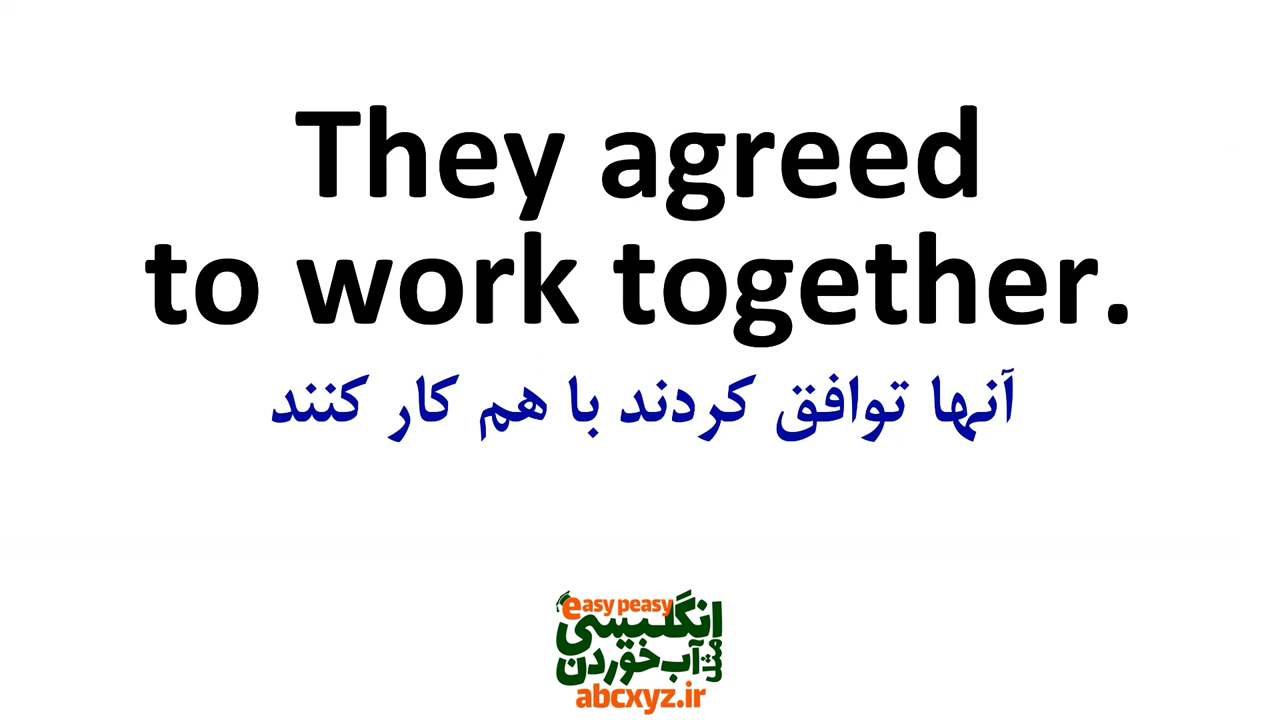 They agreed
to work together.
آنها توافق کردند با هم کار کنند
easy peasy
انگلیسی
مثل آب خوردن
abcxyz.ir